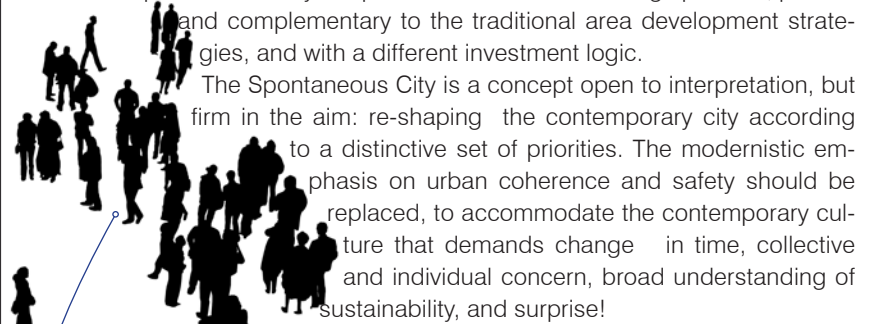 and complementary to the traditional area development strate-
gies, and with a different investment logic.
The Spontaneous City is a concept open to interpretation, but
firm in the aim: re-shaping the contemporary city according
to a distinctive set of priorities. The modernistic em-
phasis on urban coherence and safety should be
replaced, to accommodate the contemporary cul-
ture that demands change in time, collective
and individual concern, broad understanding of
sustainability, and surprise!